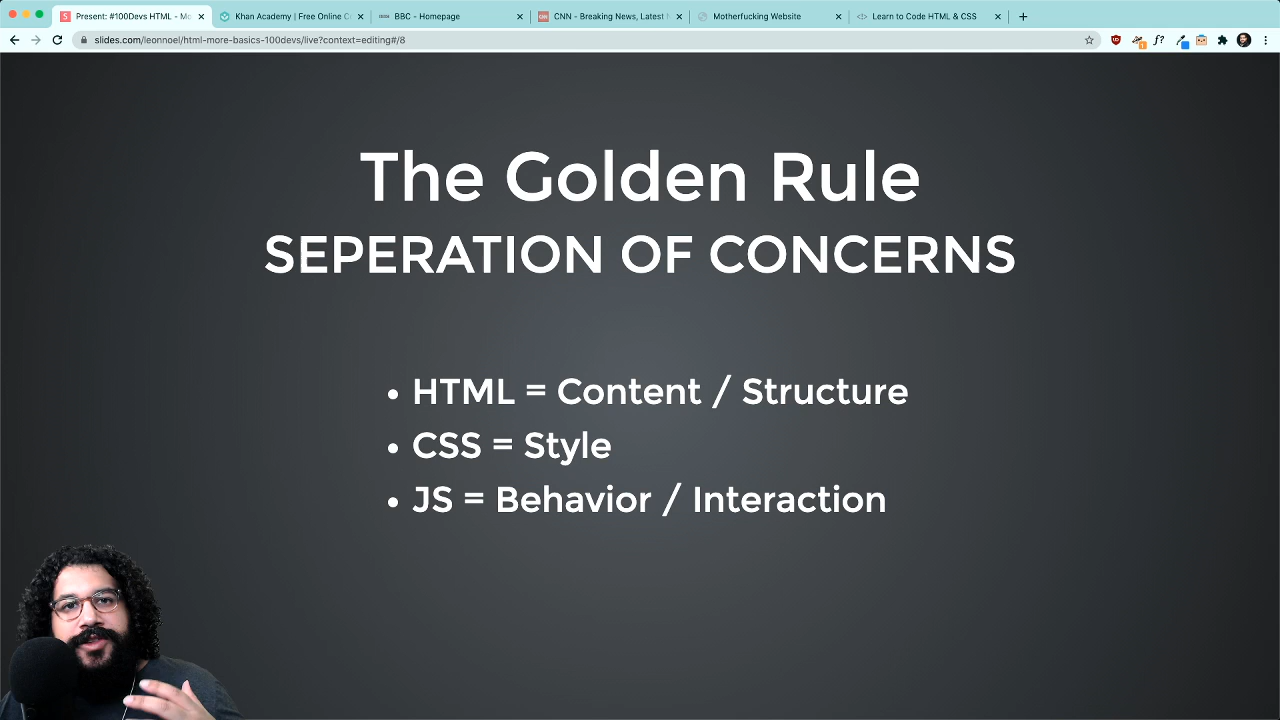 Present: #100Devs HTML - Mo
Khan Academy | Free Online C
BBC - Homepage
CNN - Breaking News, Latest N
Motherfucking Website
Learn to Code HTML & CSS
slides.com/leonnoel/html-more-basics-100devs/live?context=editing#/8
The Golden Rule
SEPERATION OF CONCERNS
• HTML = Content / Structure
• CSS = Style
• JS = Behavior / Interaction